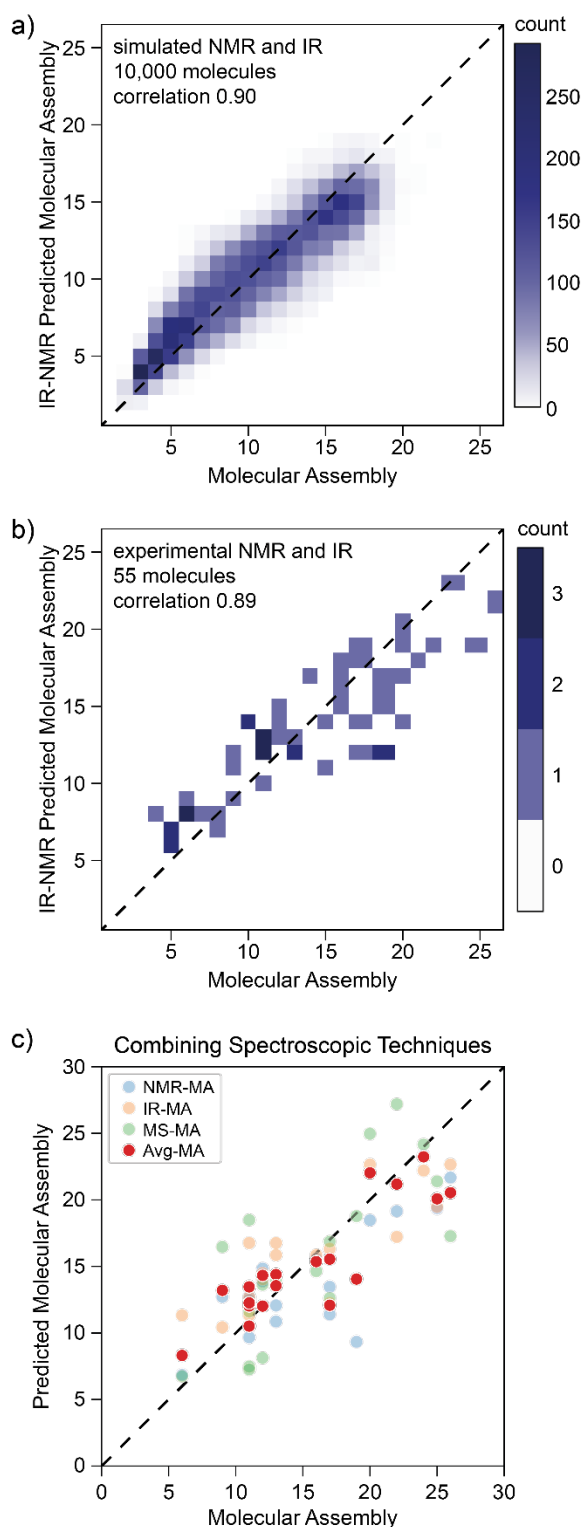 a)
simulated NMR and IR
10,000 molecules
correlation 0.90
count
250
200
150
100
50
0
25
20
15
10
5
IR-NMR Predicted Molecular Assembly
5
10
15
20
25
Molecular Assembly
b)
experimental NMR and IR
55 molecules
correlation 0.89
count
3
2
1
0
25
20
15
10
5
IR-NMR Predicted Molecular Assembly
5
10
15
20
25
Molecular Assembly
c)
Combining Spectroscopic Techniques
NMR-MA
IR-MA
MS-MA
Avg-MA
30
25
20
15
10
5
0
Predicted Molecular Assembly
0
5
10
15
20
25
30
Molecular Assembly